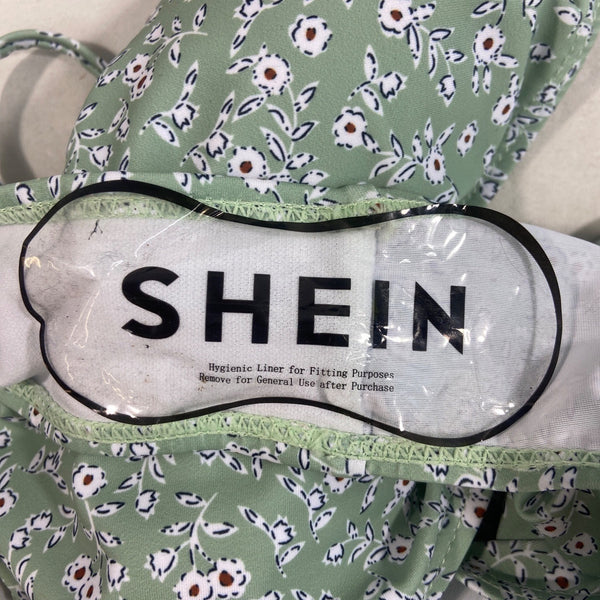 SHEIN
Hygienic Liner for Fitting Purposes
Remove for General Use after Purchase